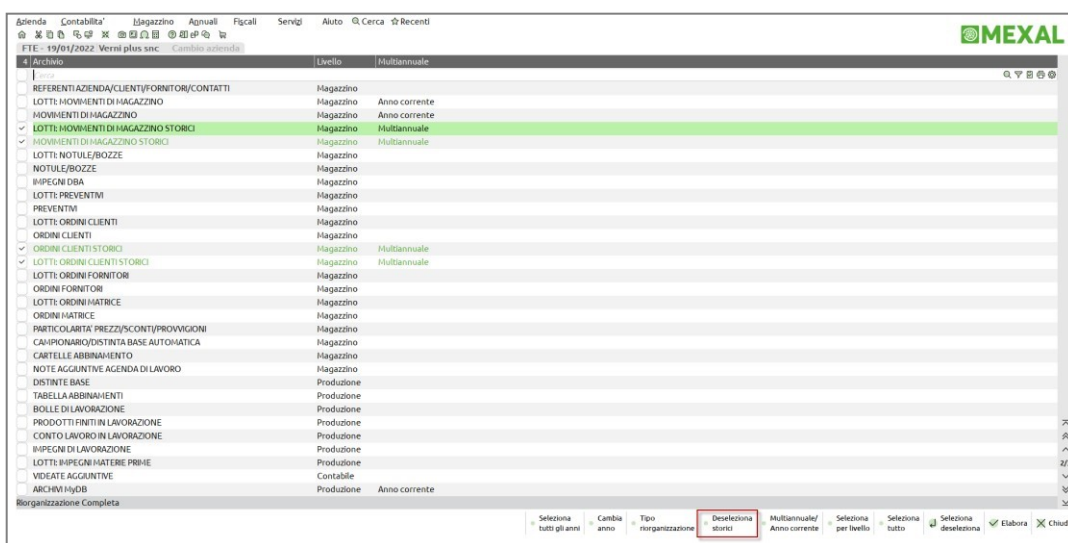 Azienda Contabilita' Magazzino Annuali Fiscali Servizi Aiuto Cerca Recenti
MEXAL
FTE - 19/01/2022 Verni plus snc Cambio azienda
4 Archivio Livello Multiannuale
Cerca
REFERENTI AZIENDA/CLIENTI/FORNITORI/CONTATTI Magazzino
LOTTI: MOVIMENTI DI MAGAZZINO Magazzino Anno corrente
MOVIMENTI DI MAGAZZINO Magazzino Anno corrente
LOTTI: MOVIMENTI DI MAGAZZINO STORICI Magazzino Multiannuale
MOVIMENTI DI MAGAZZINO STORICI Magazzino Multiannuale
LOTTI: NOTULE/BOZZE Magazzino
NOTULE/BOZZE Magazzino
IMPEGNI DBA Magazzino
LOTTI: PREVENTIVI Magazzino
PREVENTIVI Magazzino
LOTTI: ORDINI CLIENTI Magazzino
ORDINI CLIENTI Magazzino
ORDINI CLIENTI STORICI Magazzino Multiannuale
LOTTI: ORDINI CLIENTI STORICI Magazzino Multiannuale
LOTTI: ORDINI FORNITORI Magazzino
ORDINI FORNITORI Magazzino
LOTTI: ORDINI MATRICE Magazzino
ORDINI MATRICE Magazzino
PARTICOLARITA' PREZZI/SCONTI/PROVVIGIONI Magazzino
CAMPIONARIO/DISTINTA BASE AUTOMATICA Magazzino
CARTELLE ABBINAMENTO Magazzino
NOTE AGGIUNTIVE AGENDA DI LAVORO Magazzino
DISTINTE BASE Produzione
TABELLA ABBINAMENTI Produzione
BOLLE DI LAVORAZIONE Produzione
PRODOTTI FINITI IN LAVORAZIONE Produzione
CONTO LAVORO IN LAVORAZIONE Produzione
IMPEGNI DI LAVORAZIONE Produzione
LOTTI: IMPEGNI MATERIE PRIME Produzione
VIDEATE AGGIUNTIVE Contabile
ARCHIVI MyDB Produzione Anno corrente
Riorganizzazione Completa
Seleziona tutti gli anni
Cambia anno
Tipo riorganizzazione
Deseleziona storici
Multiannuale/ Anno corrente
Seleziona per livello
Seleziona tutto
Seleziona deseleziona
Elabora
Chiud